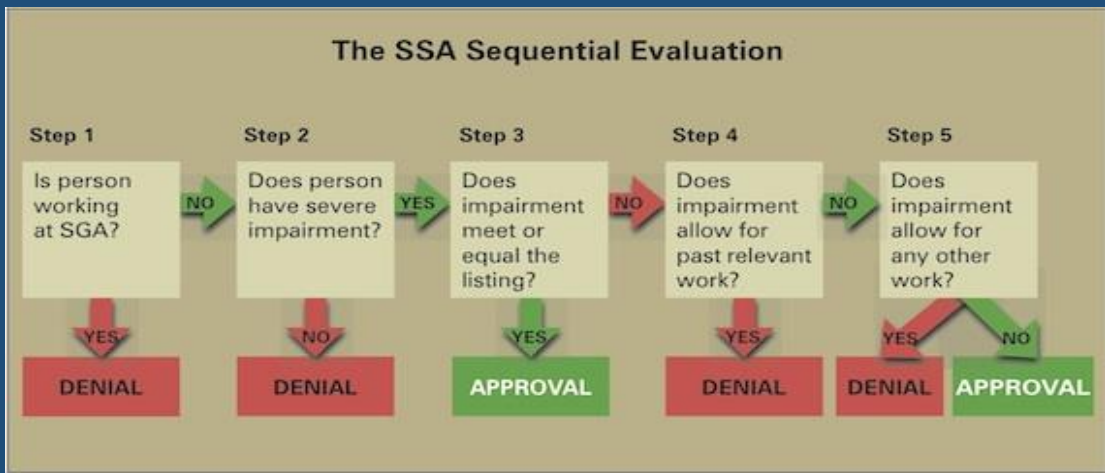 The SSA Sequential Evaluation
Step 1
Is person
working
at SGA?
NO
YES
DENIAL
Step 2
Does person
have severe
impairment?
YES
NO
DENIAL
Step 3
Does
impairment
meet or
equal the
listing?
NO
YES
APPROVAL
Step 4
Does
impairment
allow for
past relevant
work?
NO
YES
DENIAL
Step 5
Does
impairment
allow for
any other
work?
YES
DENIAL
NO
APPROVAL